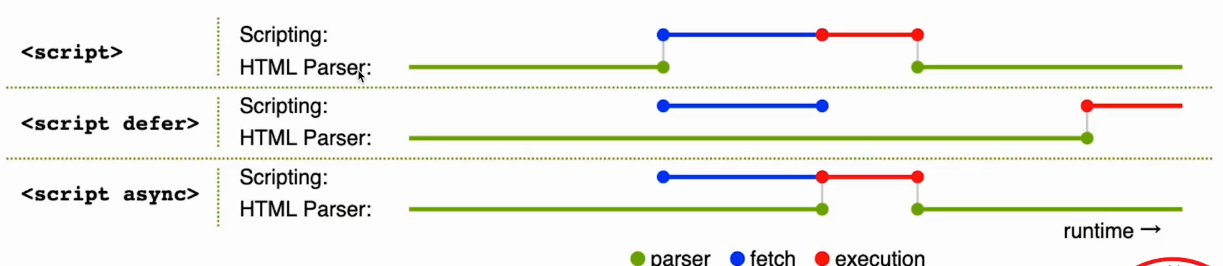 <script>
Scripting:
HTML Parser:
<script defer>
Scripting:
HTML Parser:
<script async>
Scripting:
HTML Parser:
runtime →
parser fetch execution